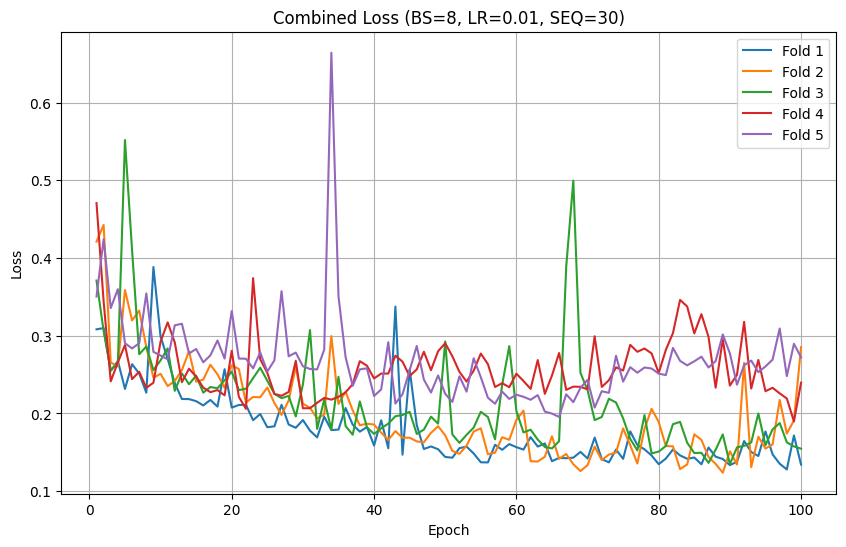 Combined Loss (BS=8, LR=0.01, SEQ=30)
Fold 1
Fold 2
Fold 3
Fold 4
Fold 5
0.6
0.5
0.4
0.3
0.2
0.1
Loss
0
20
40
60
80
100
Epoch